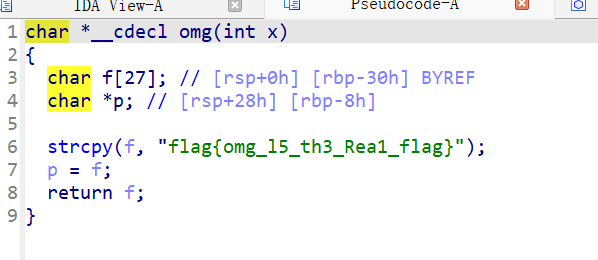 IDA View-A Pseudocode-A
1 char *__cdecl omg(int x)
2 {
3 char f[27]; // [rsp+0h] [rbp-30h] BYREF
4 char *p; // [rsp+28h] [rbp-8h]
5
6 strcpy(f, "flag{omg_l5_th3_Rea1_flag}");
7 p = f;
8 return f;
9 }